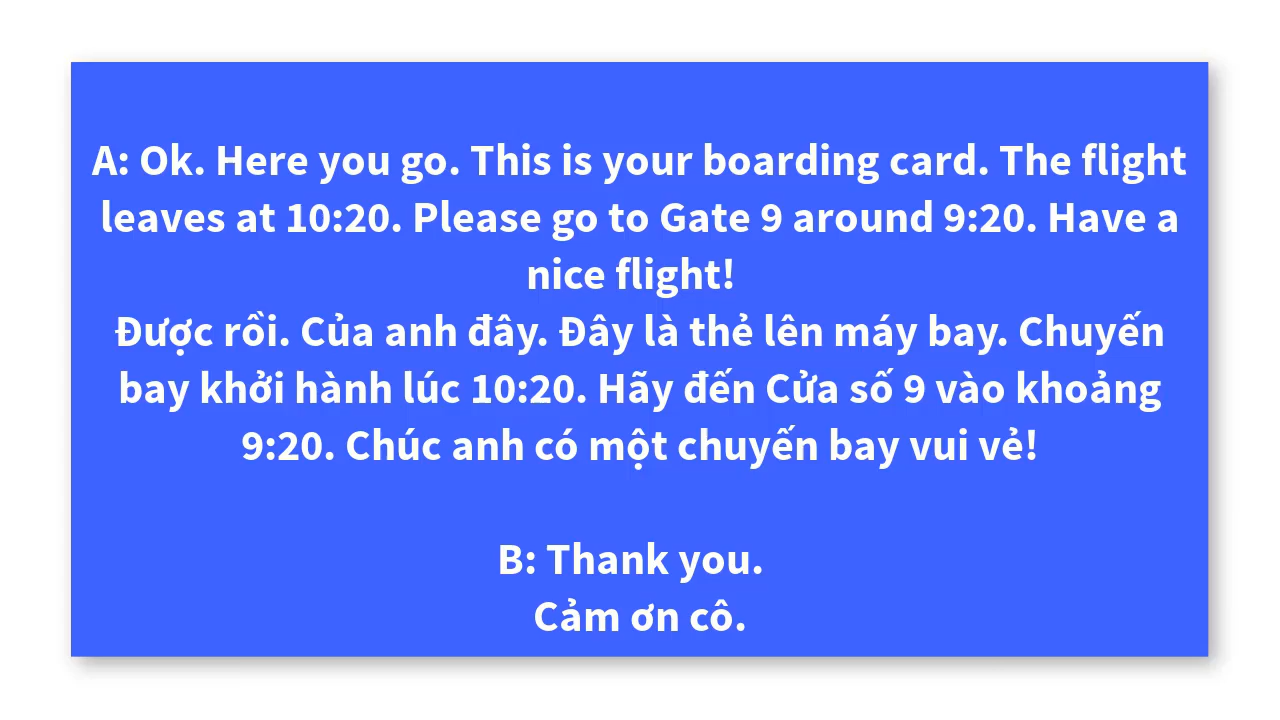 A: Ok. Here you go. This is your boarding card. The flight
leaves at 10:20. Please go to Gate 9 around 9:20. Have a
nice flight!
Được rồi. Của anh đây. Đây là thẻ lên máy bay. Chuyến
bay khởi hành lúc 10:20. Hãy đến Cửa số 9 vào khoảng
9:20. Chúc anh có một chuyến bay vui vẻ!
B: Thank you.
Cảm ơn cô.